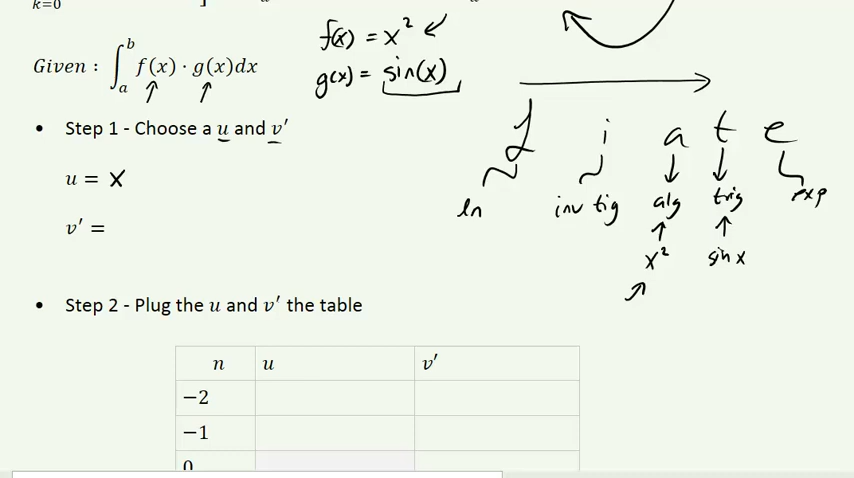 k=0
f(x) = x²
Given : ∫ₐᵇ f(x) · g(x)dx
g(x) = sin(x)
L i a t e
• Step 1 - Choose a u and v′
ln inv tig alg trig exp
u = x
x² sin x
v′ =
• Step 2 - Plug the u and v′ the table
n u v′
−2
−1
0